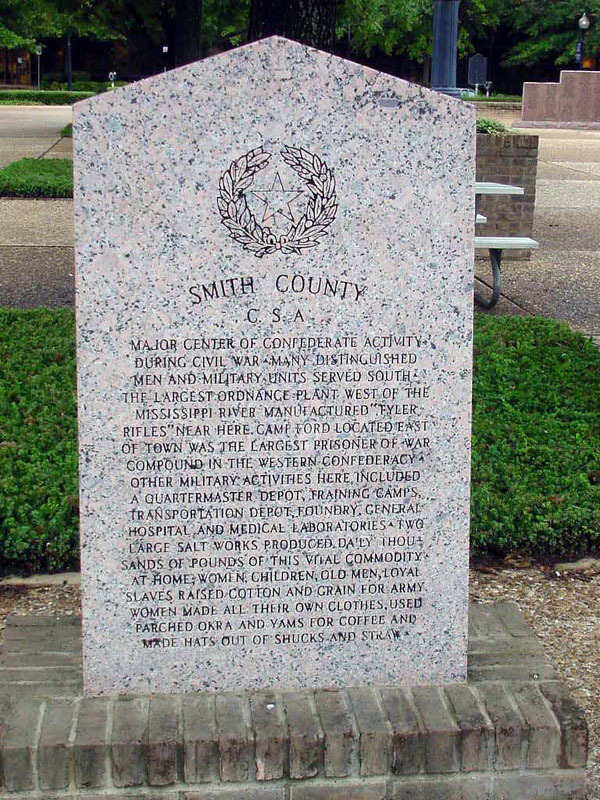 SMITH COUNTY
C. S. A.
MAJOR CENTER OF CONFEDERATE ACTIVITY
DURING CIVIL WAR • MANY DISTINGUISHED
MEN AND MILITARY UNITS SERVED SOUTH •
THE LARGEST ORDNANCE PLANT WEST OF THE
MISSISSIPPI RIVER MANUFACTURED "TYLER
RIFLES" NEAR HERE. CAMP FORD LOCATED EAST
OF TOWN WAS THE LARGEST PRISONER OF WAR
COMPOUND IN THE WESTERN CONFEDERACY •
OTHER MILITARY ACTIVITIES HERE INCLUDED
A QUARTERMASTER DEPOT, TRAINING CAMPS,
TRANSPORTATION DEPOT, FOUNDRY, GENERAL
HOSPITAL AND MEDICAL LABORATORIES • TWO
LARGE SALT WORKS PRODUCED DAILY THOU-
SANDS OF POUNDS OF THIS VITAL COMMODITY •
AT HOME; WOMEN, CHILDREN, OLD MEN, LOYAL
SLAVES RAISED COTTON AND GRAIN FOR ARMY
WOMEN MADE ALL THEIR OWN CLOTHES, USED
PARCHED OKRA AND YAMS FOR COFFEE AND
MADE HATS OUT OF SHUCKS AND STRAW •